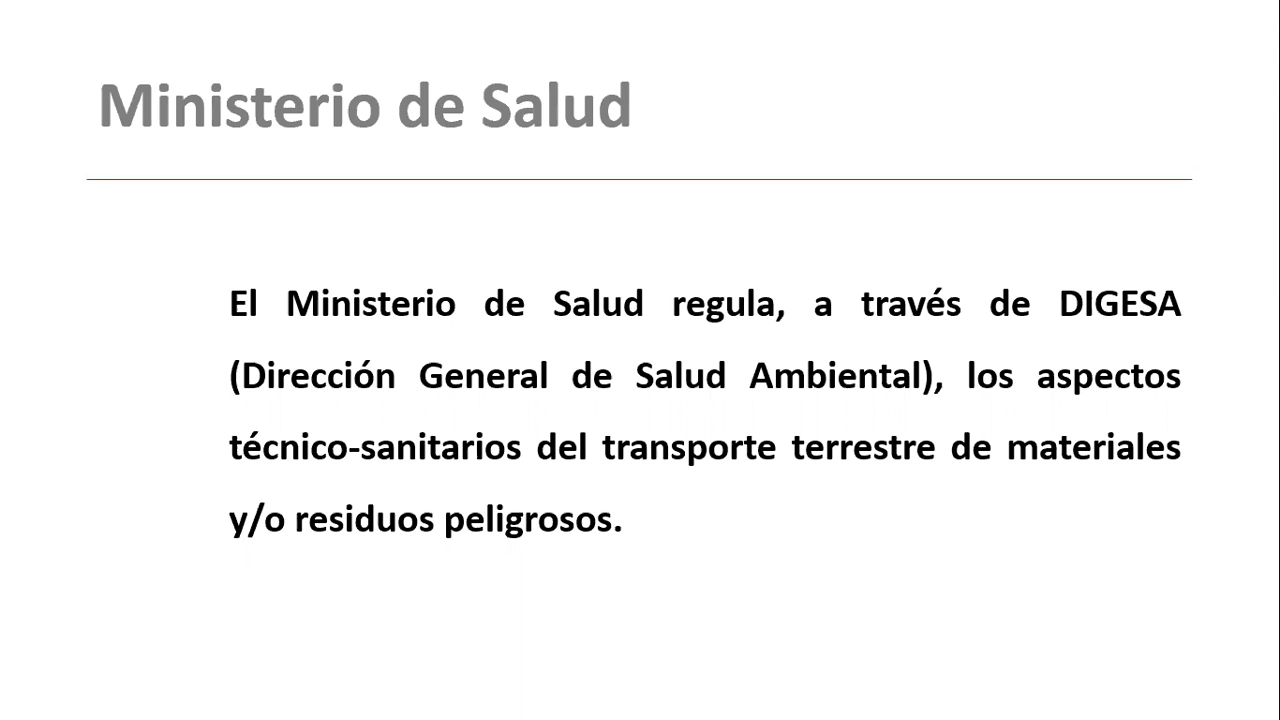 Ministerio de Salud
El Ministerio de Salud regula, a través de DIGESA
(Dirección General de Salud Ambiental), los aspectos
técnico-sanitarios del transporte terrestre de materiales
y/o residuos peligrosos.